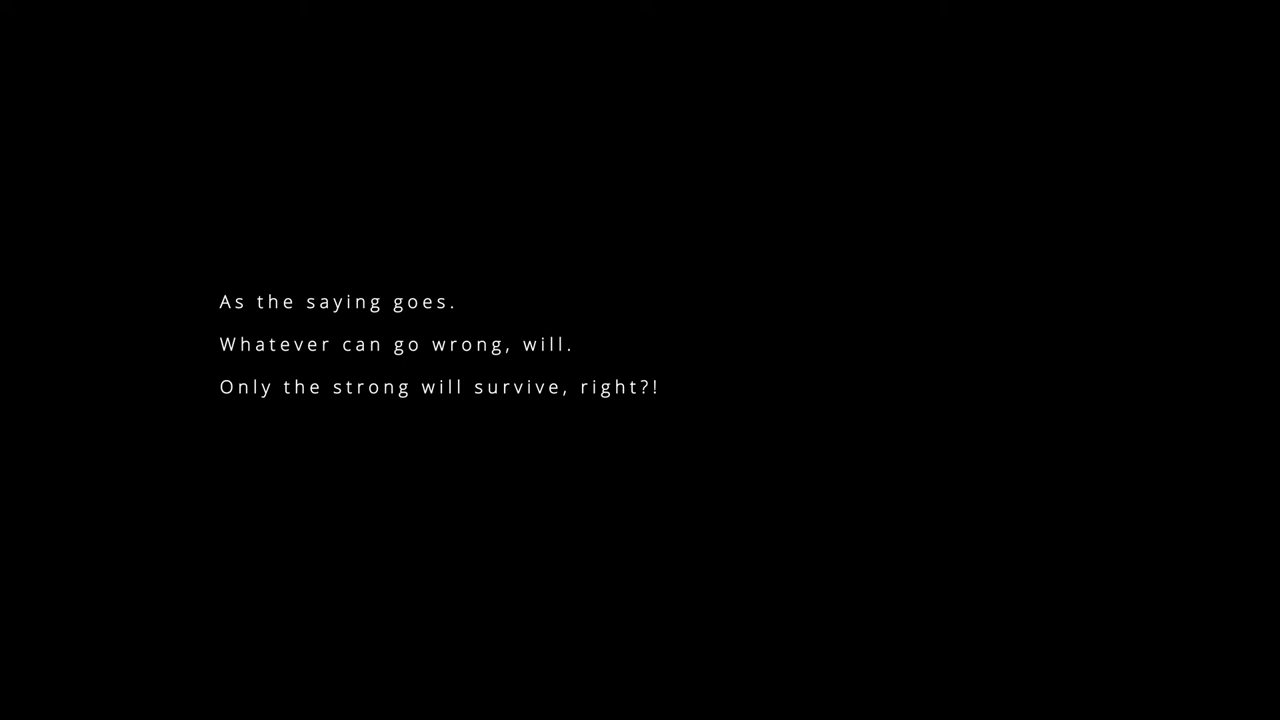 As the saying goes.
Whatever can go wrong, will.
Only the strong will survive, right?!